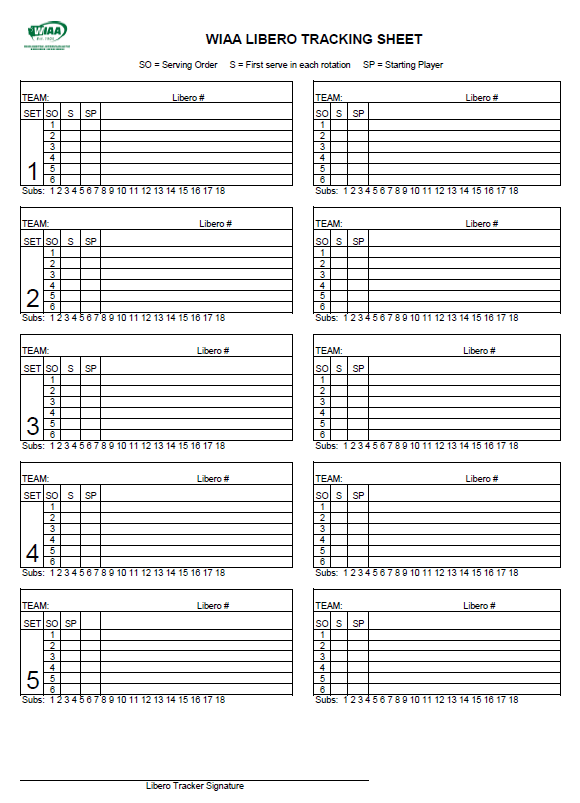 WIAA
WIAA LIBERO TRACKING SHEET
SO = Serving Order S = First serve in each rotation SP = Starting Player
TEAM: Libero #
SET SO S SP
1
2
3
4
5
6
1
Subs: 1 2 3 4 5 6 7 8 9 10 11 12 13 14 15 16 17 18
TEAM: Libero #
SO S SP
1
2
3
4
5
6
Subs: 1 2 3 4 5 6 7 8 9 10 11 12 13 14 15 16 17 18
TEAM: Libero #
SET SO S SP
1
2
3
4
5
6
2
Subs: 1 2 3 4 5 6 7 8 9 10 11 12 13 14 15 16 17 18
TEAM: Libero #
SO S SP
1
2
3
4
5
6
Subs: 1 2 3 4 5 6 7 8 9 10 11 12 13 14 15 16 17 18
TEAM: Libero #
SET SO S SP
1
2
3
4
5
6
3
Subs: 1 2 3 4 5 6 7 8 9 10 11 12 13 14 15 16 17 18
TEAM: Libero #
SO S SP
1
2
3
4
5
6
Subs: 1 2 3 4 5 6 7 8 9 10 11 12 13 14 15 16 17 18
TEAM: Libero #
SET SO S SP
1
2
3
4
5
6
4
Subs: 1 2 3 4 5 6 7 8 9 10 11 12 13 14 15 16 17 18
TEAM: Libero #
SO S SP
1
2
3
4
5
6
Subs: 1 2 3 4 5 6 7 8 9 10 11 12 13 14 15 16 17 18
TEAM: Libero #
SET SO SP
1
2
3
4
5
6
5
Subs: 1 2 3 4 5 6 7 8 9 10 11 12 13 14 15 16 17 18
TEAM: Libero #
SO S SP
1
2
3
4
5
6
Subs: 1 2 3 4 5 6 7 8 9 10 11 12 13 14 15 16 17 18
Libero Tracker Signature